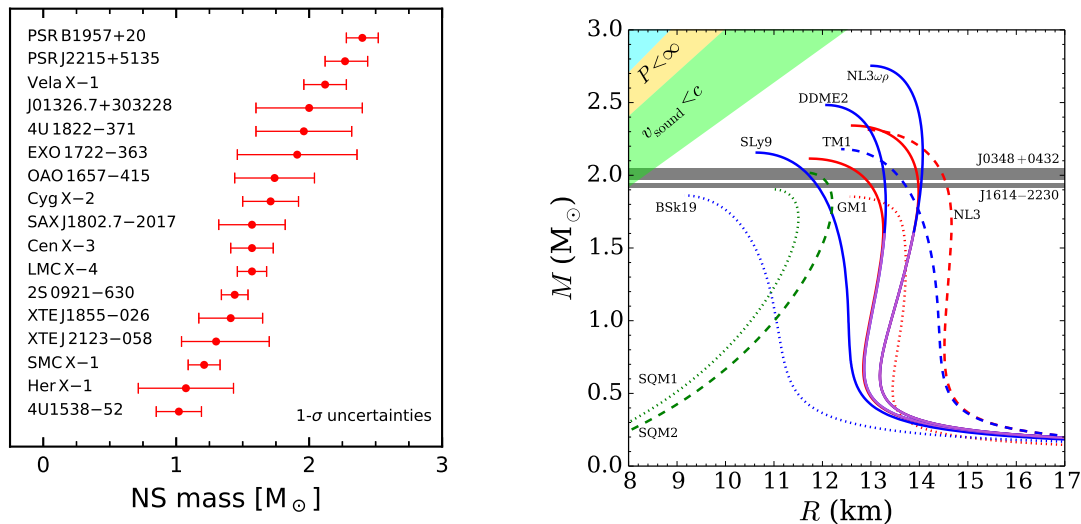 PSR B1957+20
PSR J2215+5135
Vela X−1
J01326.7+303228
4U 1822−371
EXO 1722−363
OAO 1657−415
Cyg X−2
SAX J1802.7−2017
Cen X−3
LMC X−4
2S 0921−630
XTE J1855−026
XTE J2123−058
SMC X−1
Her X−1
4U1538−52
1-σ uncertainties
0 1 2 3
NS mass [M⊙]
3.0
2.5
2.0
1.5
1.0
0.5
0.0
M (M⊙)
P<∞
v_sound<c
NL3ωρ
DDME2
SLy9
TM1
J0348+0432
J1614−2230
BSk19
GM1
NL3
SQM1
SQM2
8 9 10 11 12 13 14 15 16 17
R (km)